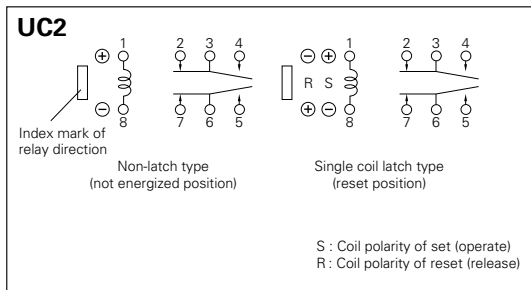 UC2
⊕ 1 2 3 4 ⊖ ⊕ 1 2 3 4
R S
⊖ 8 7 6 5 ⊕ ⊖ 8 7 6 5
Index mark of
relay direction
Non-latch type
(not energized position)
Single coil latch type
(reset position)
S : Coil polarity of set (operate)
R : Coil polarity of reset (release)